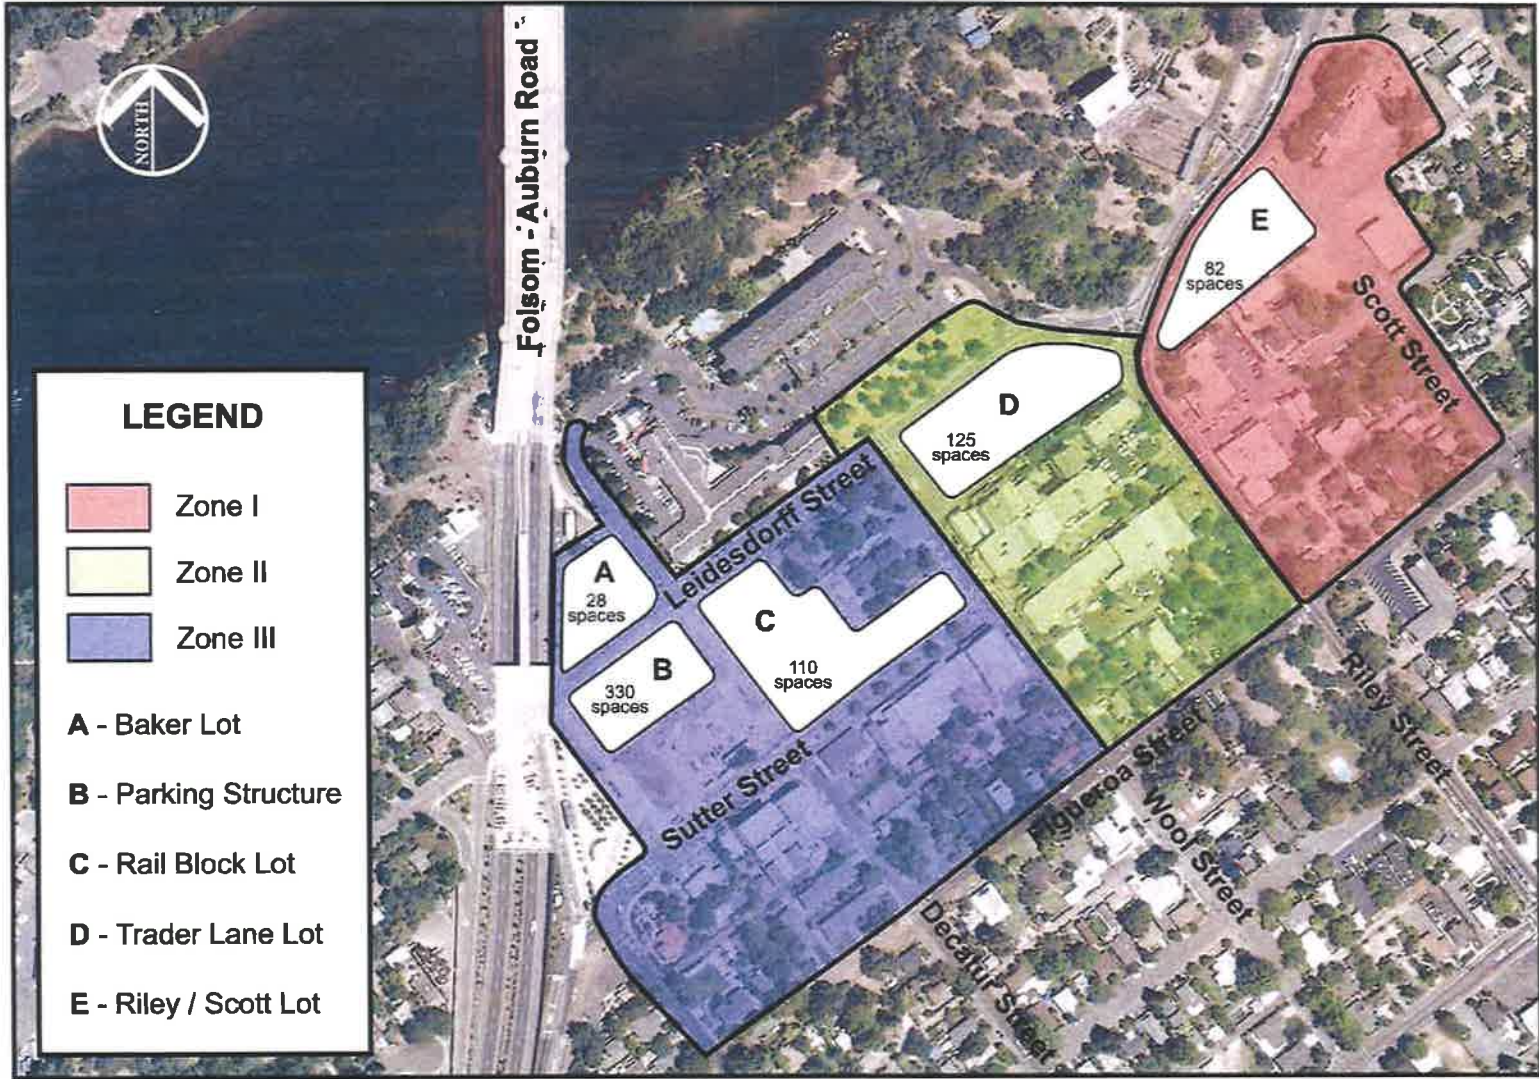 NORTH
Folsom - Auburn Road
LEGEND
Zone I
Zone II
Zone III
A - Baker Lot
B - Parking Structure
C - Rail Block Lot
D - Trader Lane Lot
E - Riley / Scott Lot
E
82
spaces
Scott Street
D
125
spaces
Leidesdorff Street
A
28
spaces
B
330
spaces
C
110
spaces
Sutter Street
Figueroa Street
Riley Street
Wool Street
Decatur Street